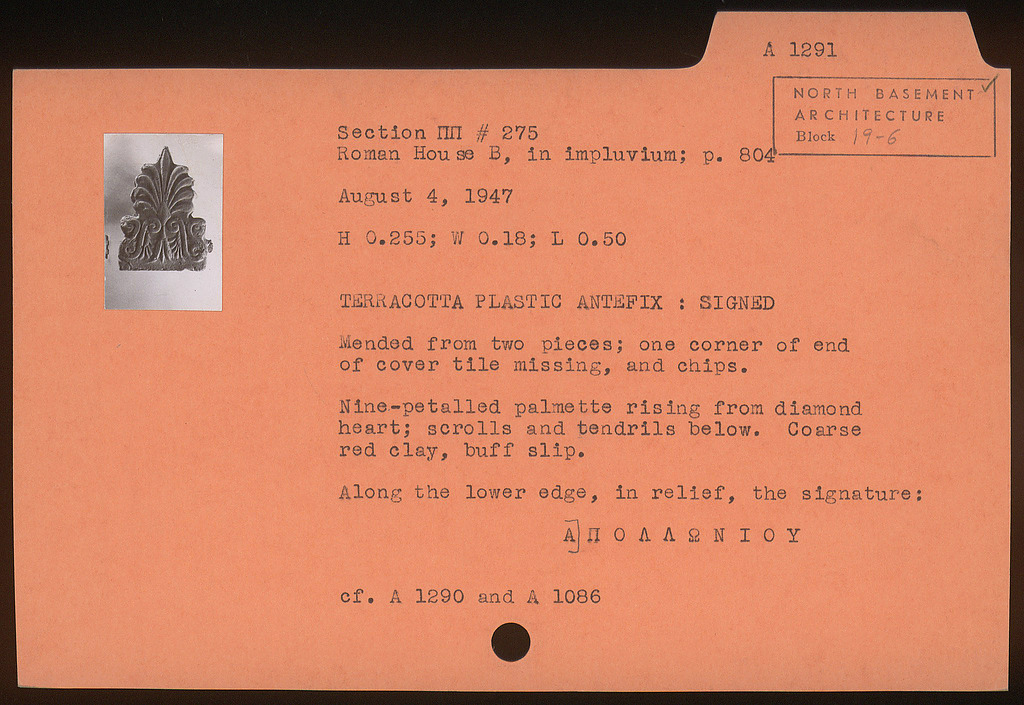 A 1291
NORTH BASEMENT
ARCHITECTURE
Block 19-6
Section ΠΠ # 275
Roman House B, in impluvium; p. 804
August 4, 1947
H 0.255; W 0.18; L 0.50
TERRACOTTA PLASTIC ANTEFIX : SIGNED
Mended from two pieces; one corner of end
of cover tile missing, and chips.
Nine-petalled palmette rising from diamond
heart; scrolls and tendrils below. Coarse
red clay, buff slip.
Along the lower edge, in relief, the signature:
Α]Π Ο Λ Λ Ω Ν Ι Ο Υ
cf. A 1290 and A 1086